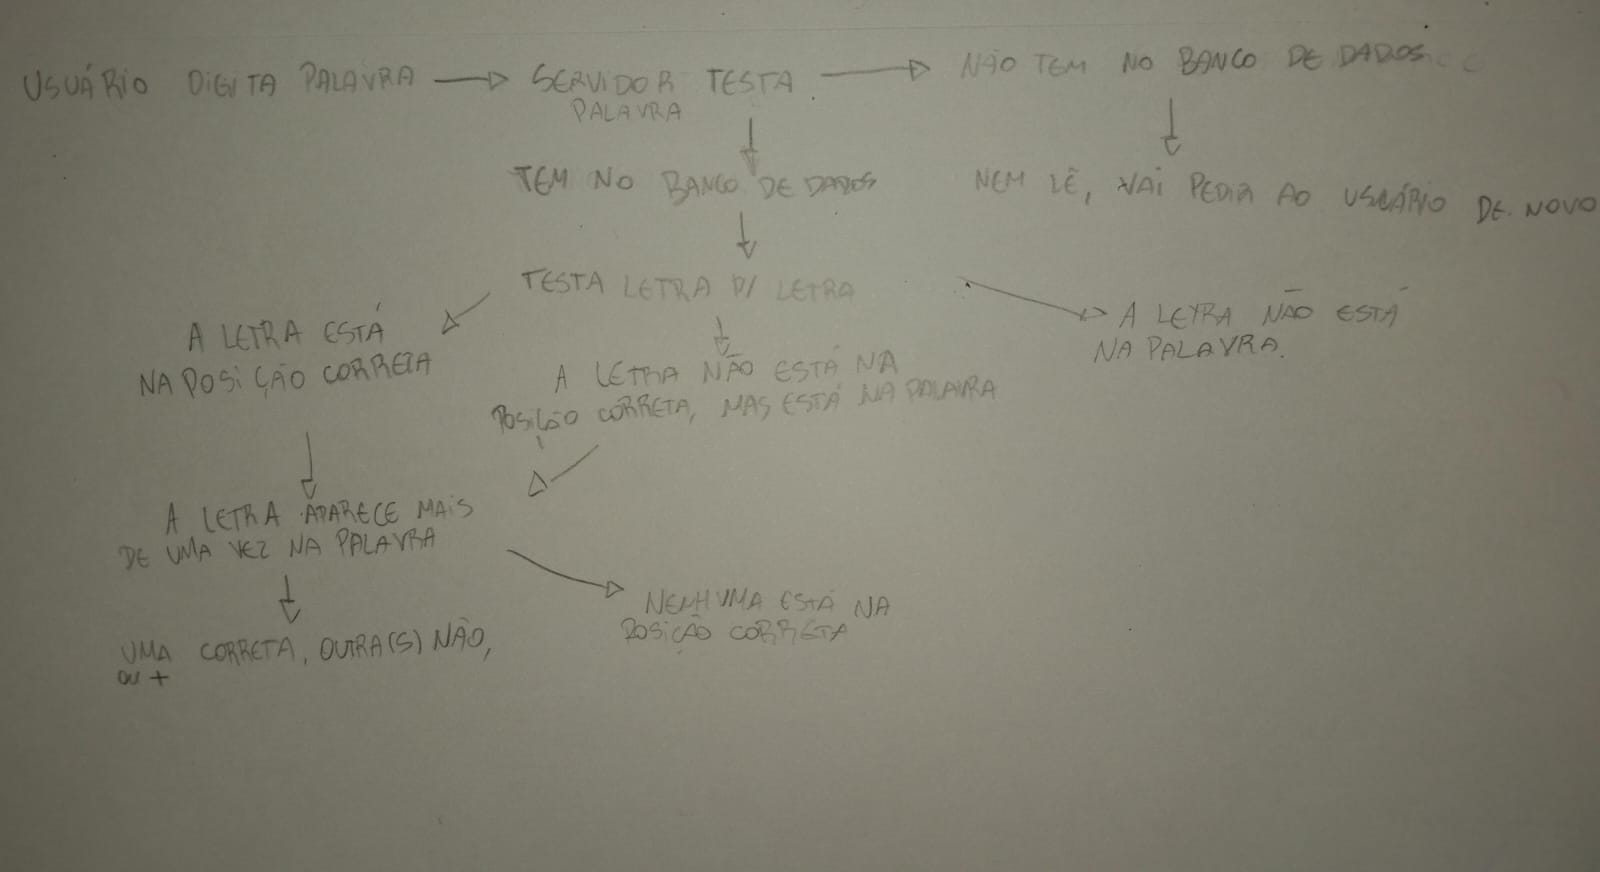 USUÁRIO DIGITA PALAVRA
SERVIDOR TESTA
PALAVRA
NÃO TEM NO BANCO DE DADOS
TEM NO BANCO DE DADOS
NEM LÊ, VAI PEDIR AO USUÁRIO DE NOVO
TESTA LETRA P/ LETRA
A LETRA ESTÁ
NA POSIÇÃO CORRETA
A LETRA NÃO ESTÁ NA
POSIÇÃO CORRETA, MAS ESTÁ NA PALAVRA
A LETRA NÃO ESTÁ
NA PALAVRA.
A LETRA APARECE MAIS
DE UMA VEZ NA PALAVRA
UMA CORRETA, OUTRA(S) NÃO,
OU +
NENHUMA ESTÁ NA
POSIÇÃO CORRETA